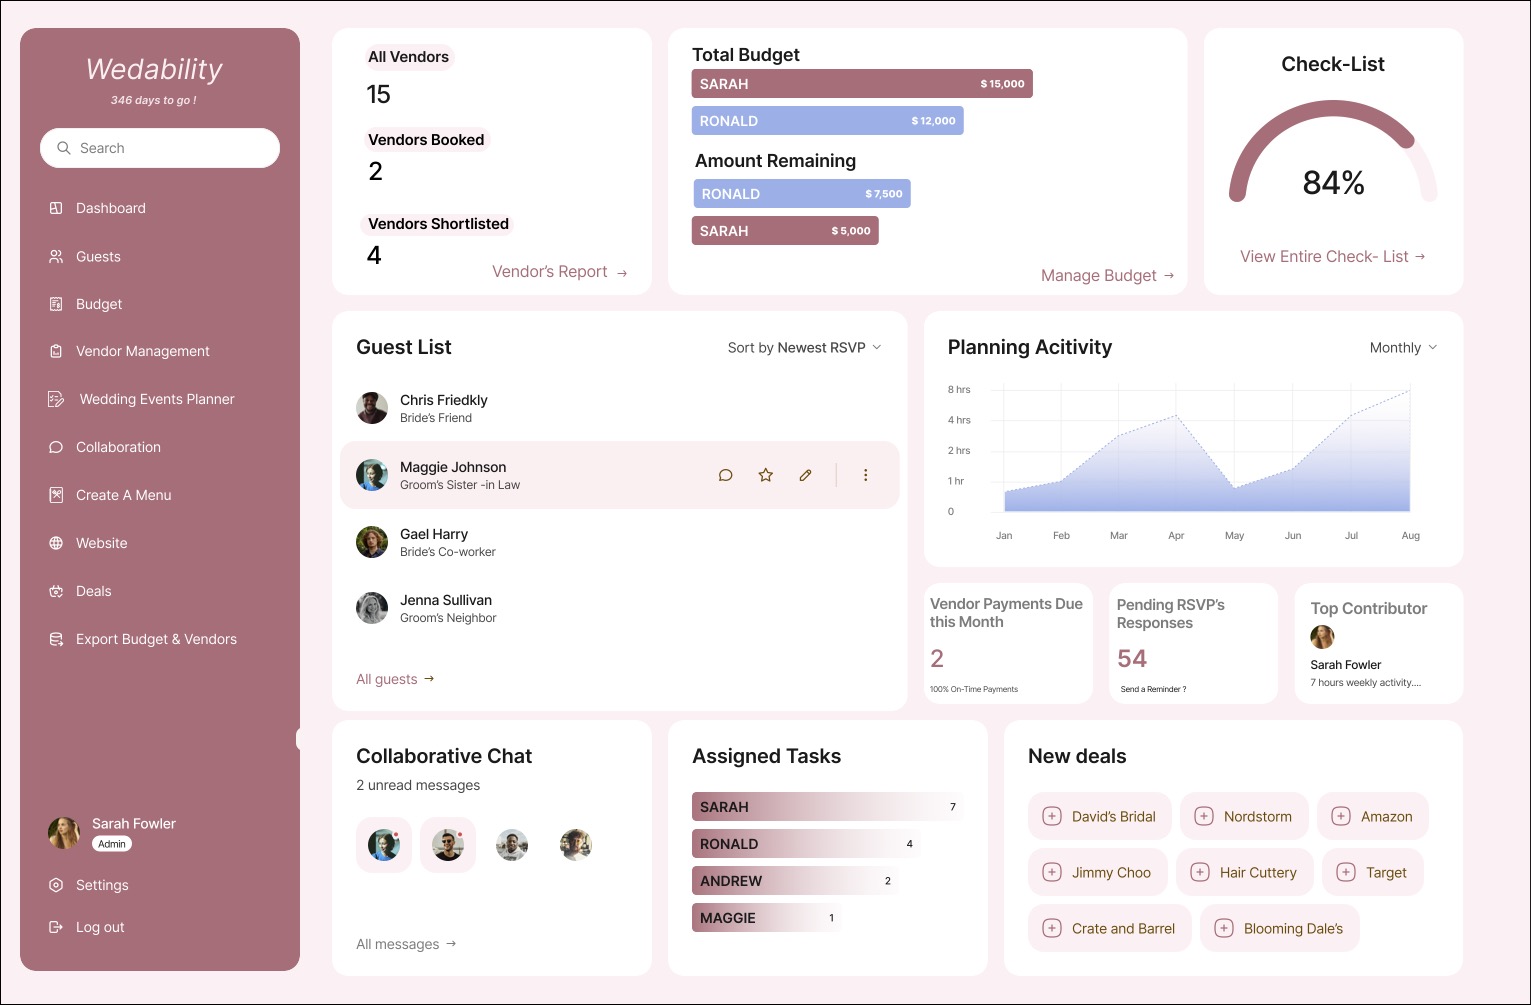 Wedability
346 days to go !
Search
Dashboard
Guests
Budget
Vendor Management
Wedding Events Planner
Collaboration
Create A Menu
Website
Deals
Export Budget & Vendors
Sarah Fowler
Admin
Settings
Log out
All Vendors
15
Vendors Booked
2
Vendors Shortlisted
4
Vendor's Report →
Total Budget
SARAH $ 15,000
RONALD $ 12,000
Amount Remaining
RONALD $ 7,500
SARAH $ 5,000
Manage Budget →
Check-List
84%
View Entire Check- List →
Guest List
Sort by Newest RSVP
Chris Friedkly
Bride's Friend
Maggie Johnson
Groom's Sister -in Law
Gael Harry
Bride's Co-worker
Jenna Sullivan
Groom's Neighbor
All guests →
Planning Acitivity
Monthly
8 hrs
4 hrs
2 hrs
1 hr
0
Jan Feb Mar Apr May Jun Jul Aug
Vendor Payments Due
this Month
2
100% On-Time Payments
Pending RSVP's
Responses
54
Send a Reminder ?
Top Contributor
Sarah Fowler
7 hours weekly activity....
Collaborative Chat
2 unread messages
All messages →
Assigned Tasks
SARAH 7
RONALD 4
ANDREW 2
MAGGIE 1
New deals
David's Bridal Nordstorm Amazon
Jimmy Choo Hair Cuttery Target
Crate and Barrel Blooming Dale's